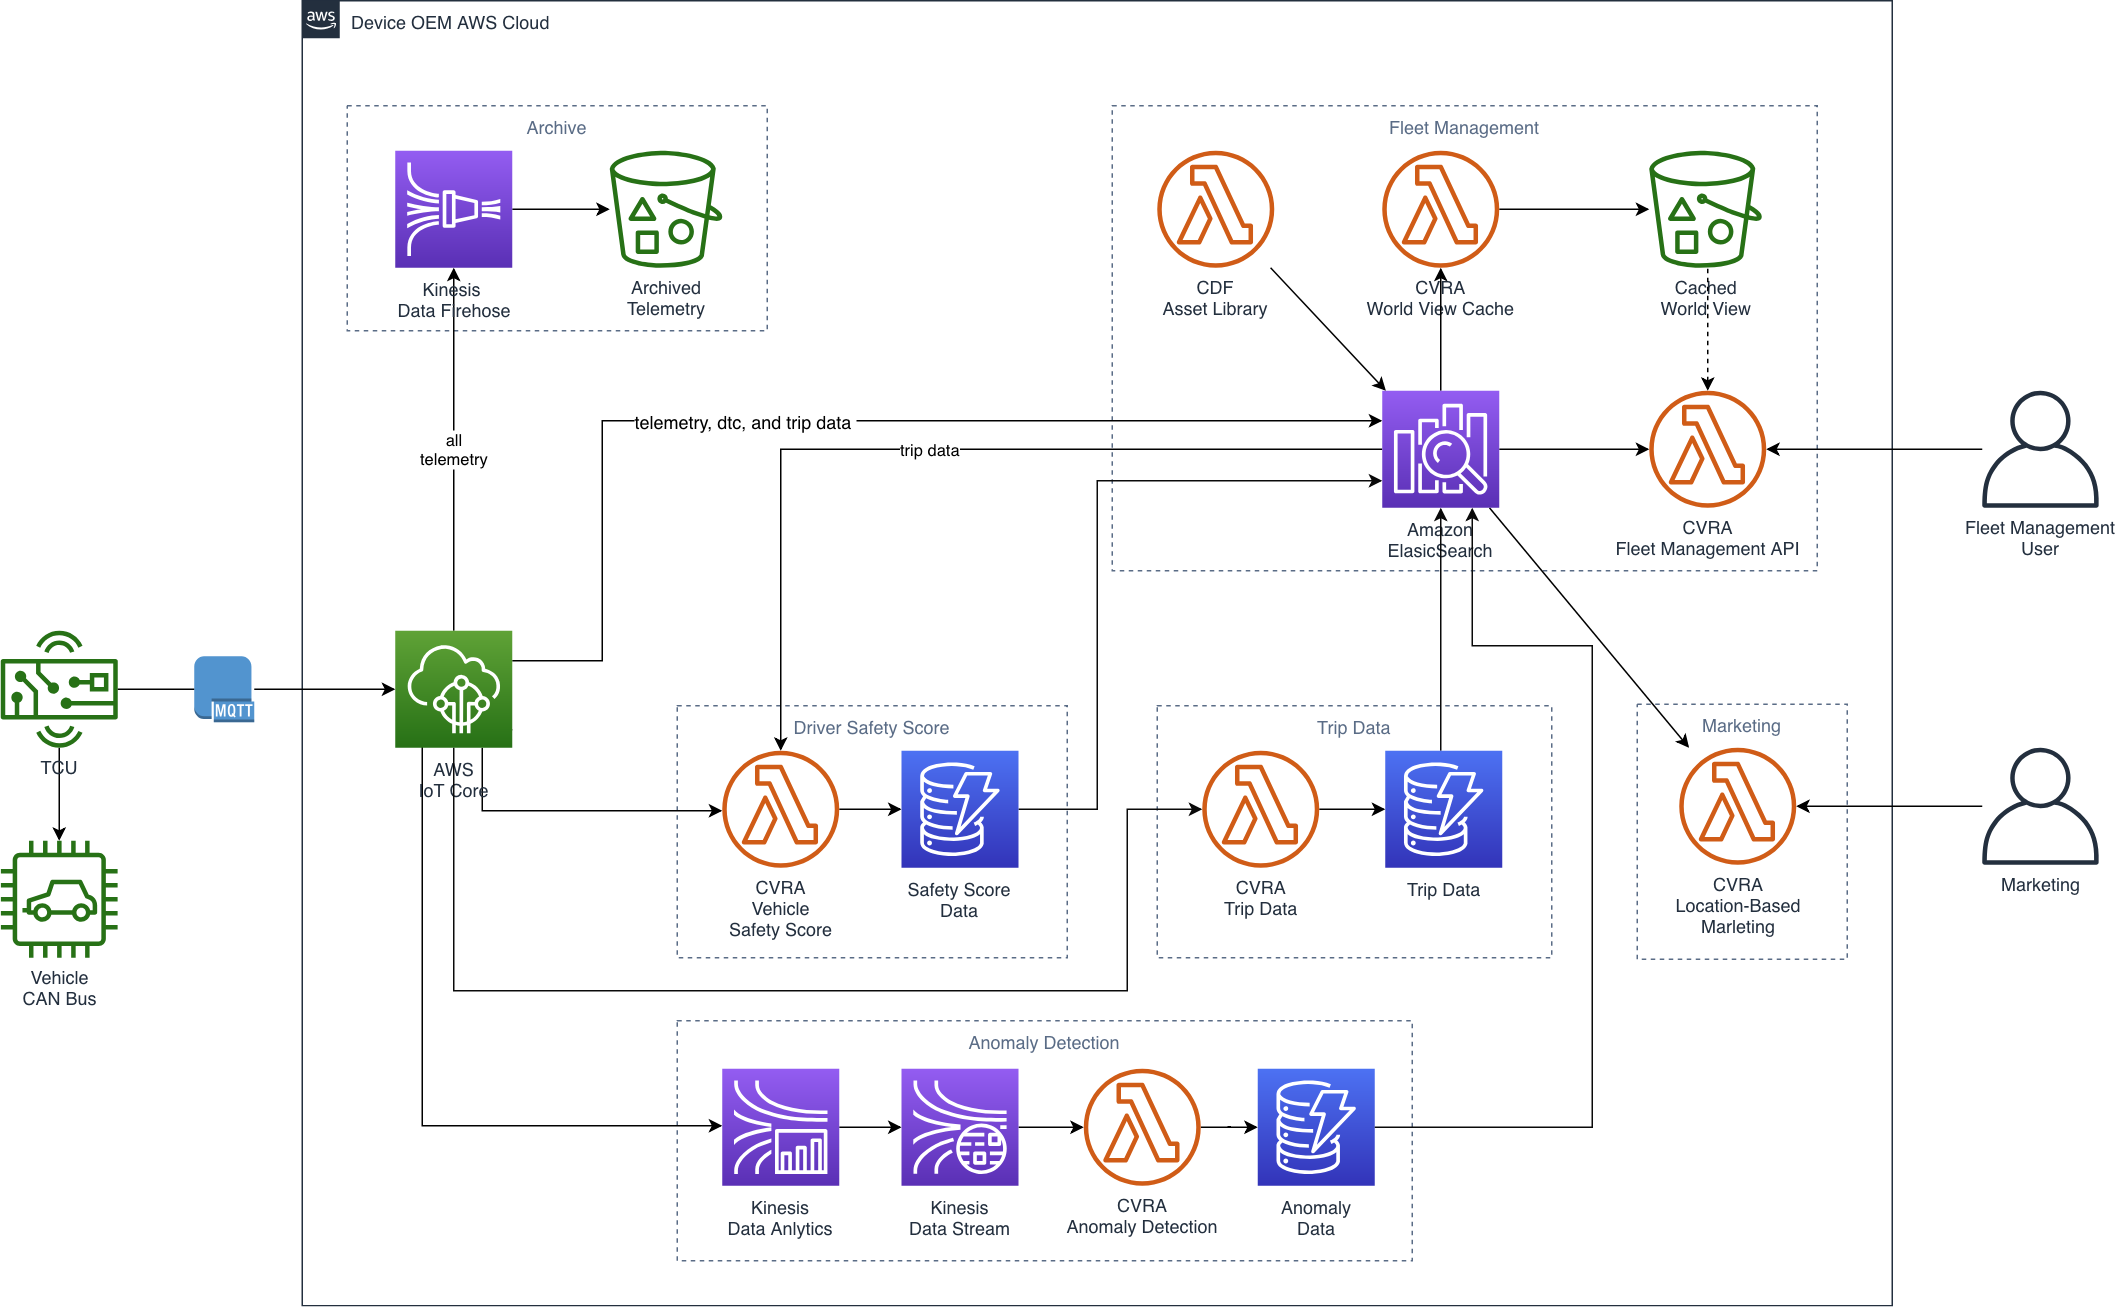 aws
Device OEM AWS Cloud
Archive
Kinesis
Data Firehose
Archived
Telemetry
Fleet Management
CDF
Asset Library
CVRA
World View Cache
Cached
World View
all
telemetry
telemetry, dtc, and trip data
trip data
Amazon
ElasicSearch
CVRA
Fleet Management API
Fleet Management
User
TCU
MQTT
AWS
IoT Core
Vehicle
CAN Bus
Driver Safety Score
CVRA
Vehicle
Safety Score
Safety Score
Data
Trip Data
CVRA
Trip Data
Trip Data
Marketing
CVRA
Location-Based
Marleting
Marketing
Anomaly Detection
Kinesis
Data Anlytics
Kinesis
Data Stream
CVRA
Anomaly Detection
Anomaly
Data